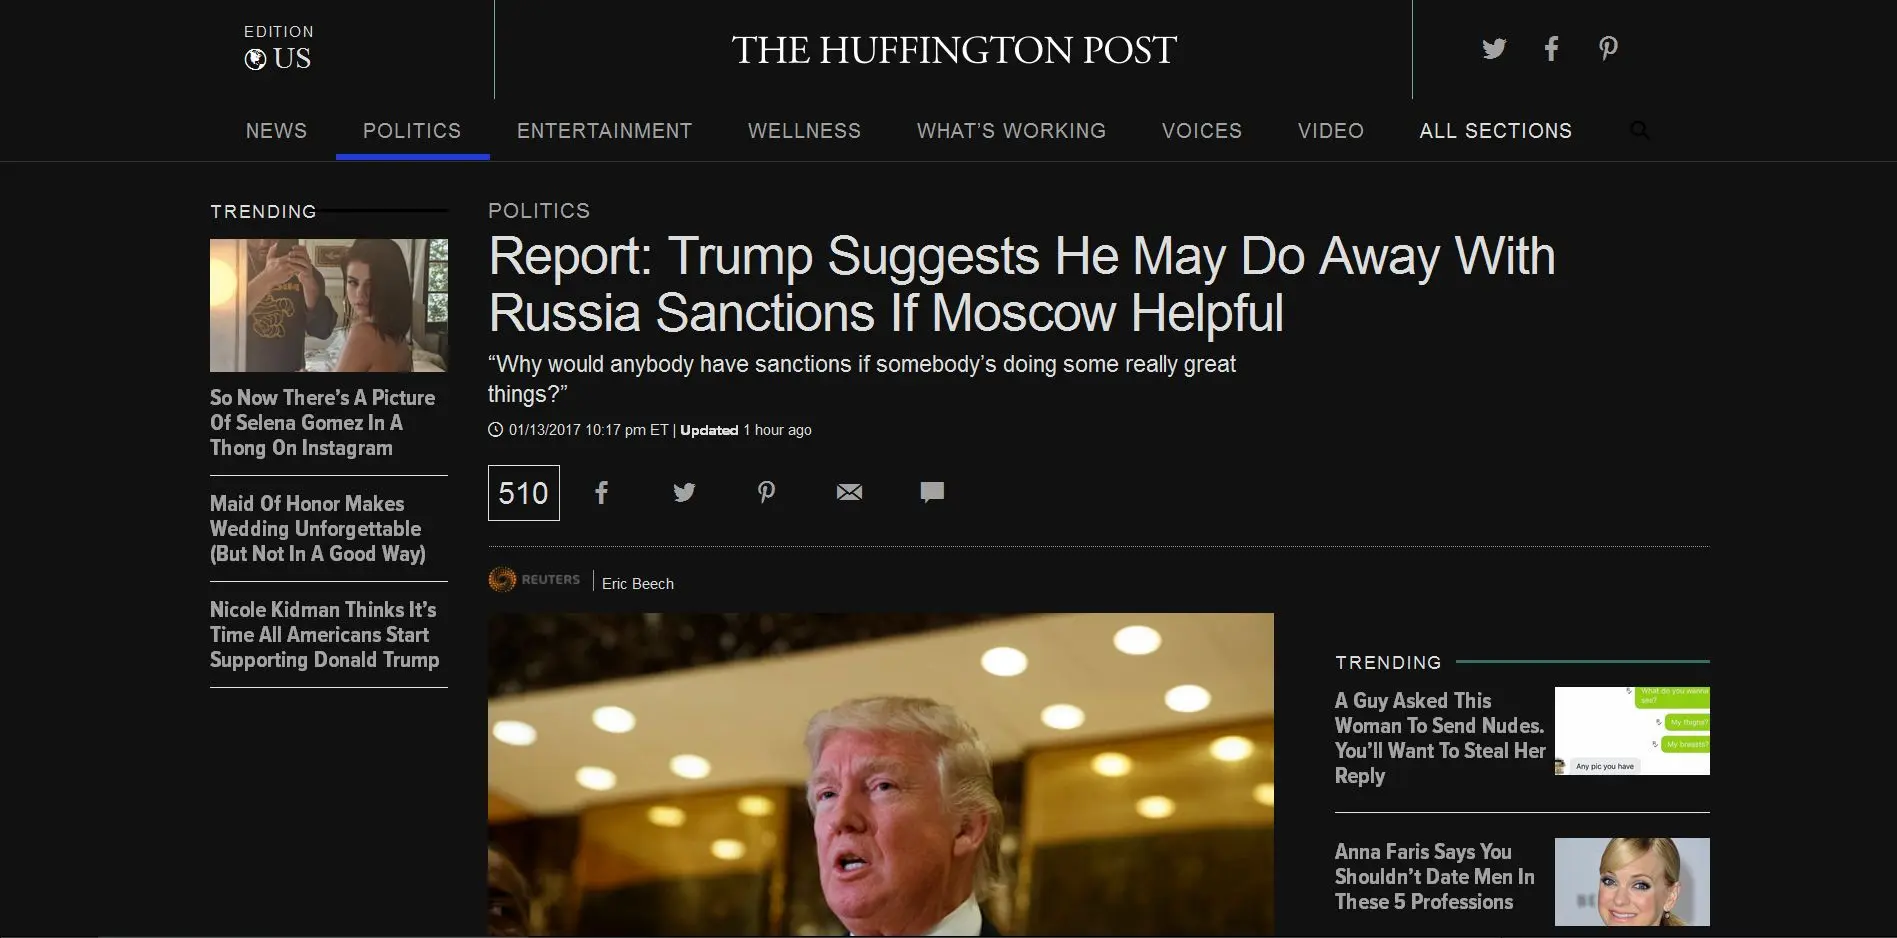 EDITION
US
THE HUFFINGTON POST
NEWS
POLITICS
ENTERTAINMENT
WELLNESS
WHAT'S WORKING
VOICES
VIDEO
ALL SECTIONS
TRENDING
So Now There's A Picture
Of Selena Gomez In A
Thong On Instagram
Maid Of Honor Makes
Wedding Unforgettable
(But Not In A Good Way)
Nicole Kidman Thinks It's
Time All Americans Start
Supporting Donald Trump
POLITICS
Report: Trump Suggests He May Do Away With
Russia Sanctions If Moscow Helpful
“Why would anybody have sanctions if somebody’s doing some really great
things?”
01/13/2017 10:17 pm ET | Updated 1 hour ago
510
REUTERS | Eric Beech
TRENDING
A Guy Asked This
Woman To Send Nudes.
You'll Want To Steal Her
Reply
What do you wanna
see?
My thighs?
My breasts?
Any pic you have
Anna Faris Says You
Shouldn't Date Men In
These 5 Professions